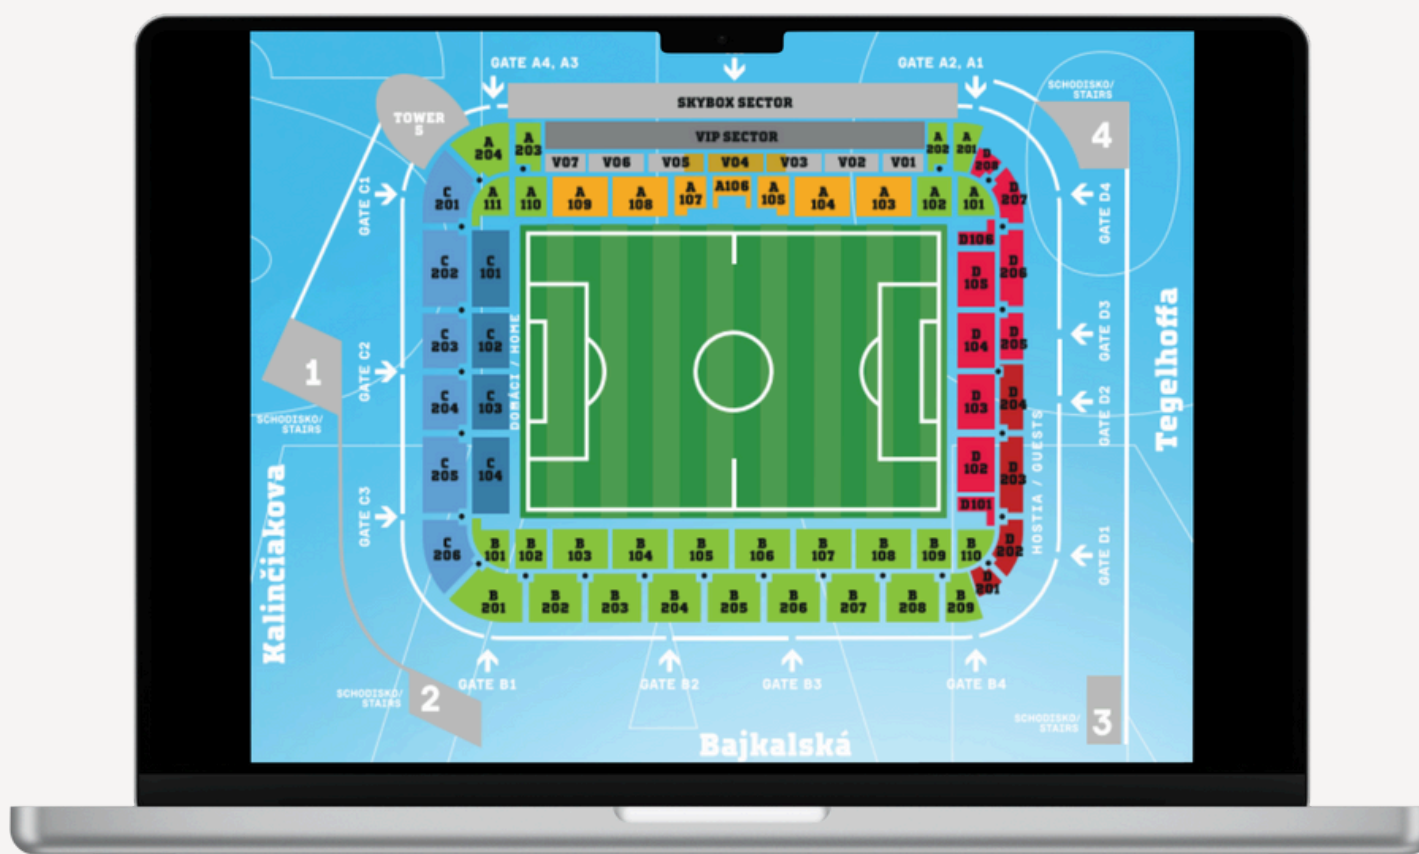 GATE A4, A3
GATE A2, A1
SCHODISKO/
STAIRS
4
SKYBOX SECTOR
TOWER
5
VIP SECTOR
A
204
A
203
A
202
A
201
D
208
V07
V06
V05
V04
V03
V02
V01
GATE C1
C
201
A
111
A
110
A
109
A
108
A
107
A106
A
105
A
104
A
103
A
102
A
101
D
207
GATE D4
C
202
C
101
D106
D
105
D
206
1
SCHODISKO/
STAIRS
GATE C2
C
203
C
102
DOMÁCI / HOME
D
104
D
205
GATE D3
Tegelhoffa
C
204
C
103
D
103
D
204
GATE D2
C
205
C
104
D
102
D
203
HOSTIA / GUESTS
D101
Kalinčiakova
GATE C3
C
206
B
101
B
102
B
103
B
104
B
105
B
106
B
107
B
108
B
109
B
110
D
202
GATE D1
D
201
B
201
B
202
B
203
B
204
B
205
B
206
B
207
B
208
B
209
GATE B1
GATE B2
GATE B3
GATE B4
SCHODISKO/
STAIRS
2
SCHODISKO/
STAIRS
3
Bajkalská